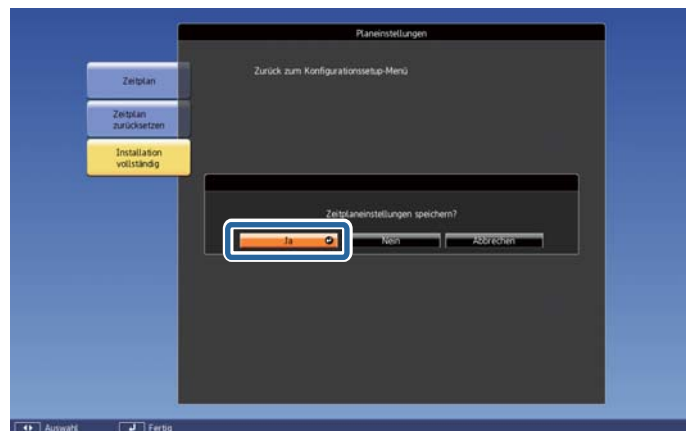 Planeinstellungen
Zeitplan
Zurück zum Konfigurationssetup-Menü
Zeitplan
zurücksetzen
Installation
vollständig
Zeitplaneinstellungen speichern?
Ja
Nein
Abbrechen
Auswahl
Fertig